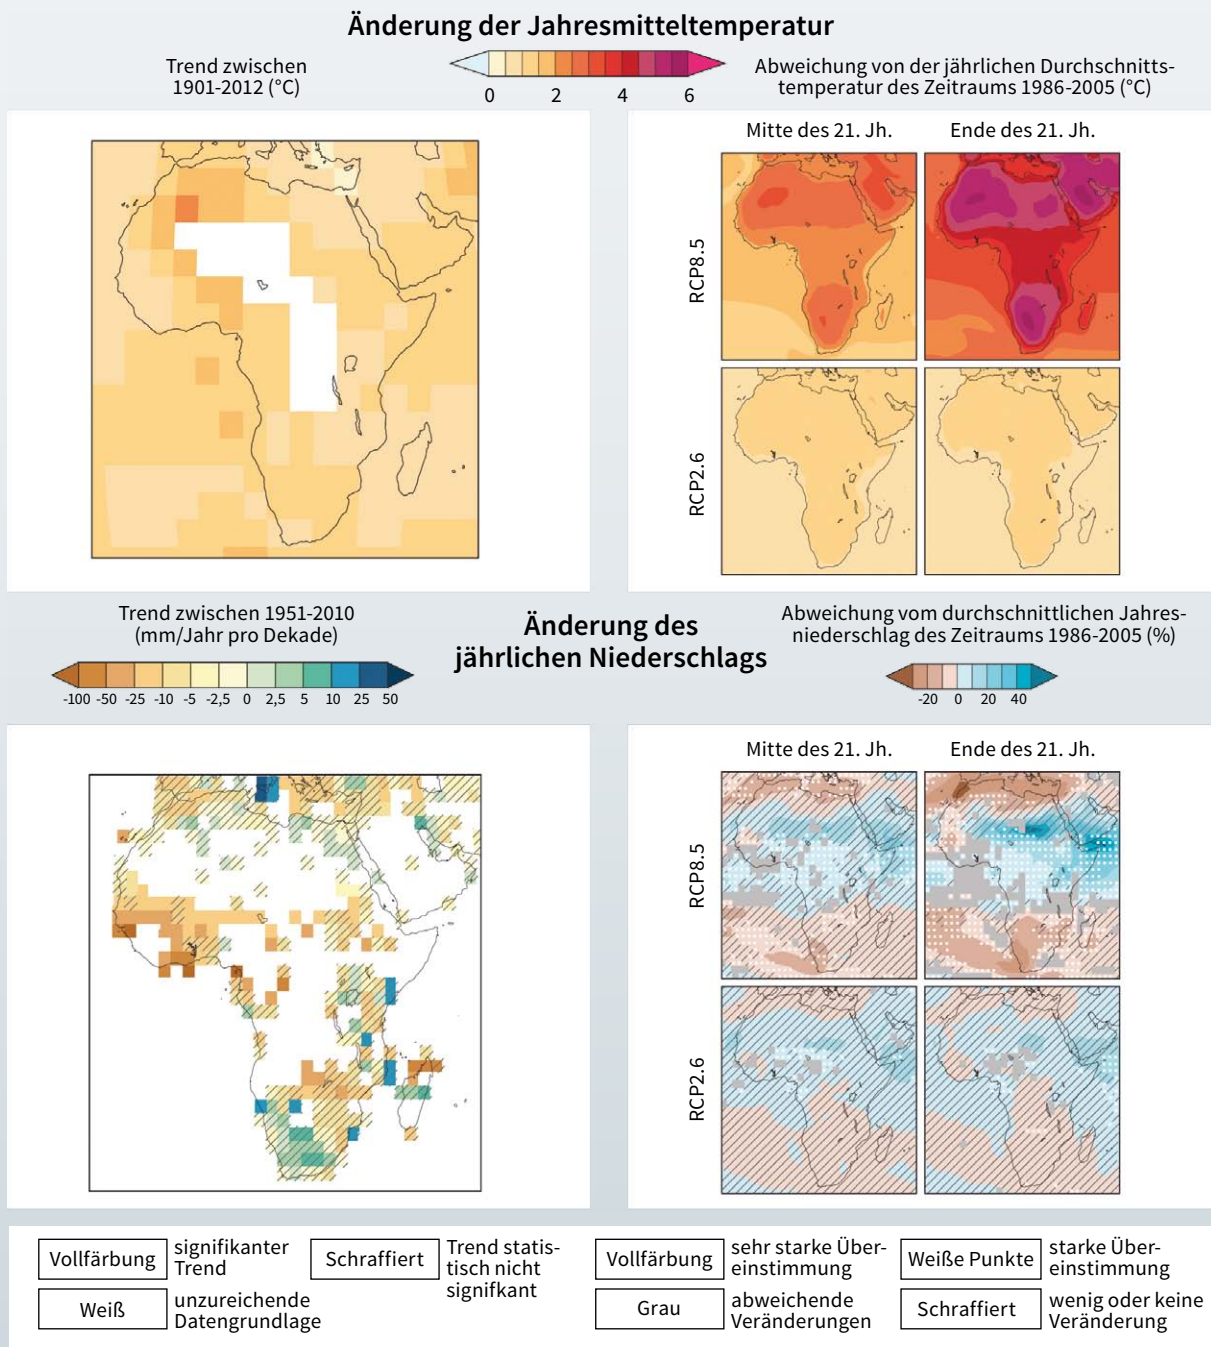 Änderung der Jahresmitteltemperatur
Trend zwischen
1901-2012 (°C)
0 2 4 6
Abweichung von der jährlichen Durchschnitts-
temperatur des Zeitraums 1986-2005 (°C)
Mitte des 21. Jh.
Ende des 21. Jh.
RCP8.5
RCP2.6
Trend zwischen 1951-2010
(mm/Jahr pro Dekade)
-100 -50 -25 -10 -5 -2,5 0 2,5 5 10 25 50
Änderung des
jährlichen Niederschlags
Abweichung vom durchschnittlichen Jahres-
niederschlag des Zeitraums 1986-2005 (%)
-20 0 20 40
Mitte des 21. Jh.
Ende des 21. Jh.
RCP8.5
RCP2.6
Vollfärbung
signifikanter
Trend
Schraffiert
Trend statis-
tisch nicht
signifkant
Weiß
unzureichende
Datengrundlage
Vollfärbung
sehr starke Über-
einstimmung
Weiße Punkte
starke Über-
einstimmung
Grau
abweichende
Veränderungen
Schraffiert
wenig oder keine
Veränderung